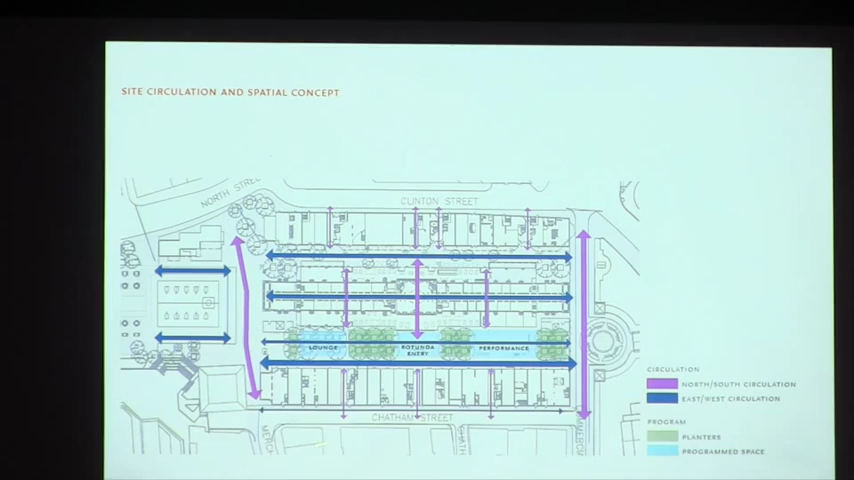 SITE CIRCULATION AND SPATIAL CONCEPT
NORTH STREE
CLINTON STREET
LOUNGE
ROTUNDA
ENTRY
PERFORMANCE
CHATHAM STREET
CIRCULATION
NORTH/SOUTH CIRCULATION
EAST/WEST CIRCULATION
PROGRAM
PLANTERS
PROGRAMMED SPACE